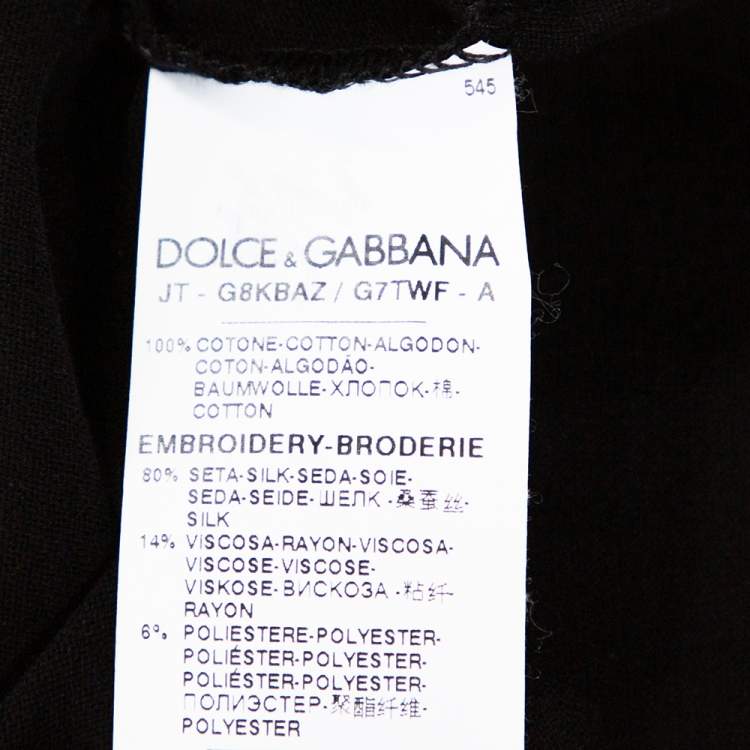 545
DOLCE & GABBANA
JT - G8KBAZ / G7TWF - A
100% COTONE-COTTON-ALGODON-
COTON-ALGODÃO-
BAUMWOLLE-ХЛОПОК-棉-
COTTON
EMBROIDERY-BRODERIE
80% SETA-SILK-SEDA-SOIE-
SEDA-SEIDE-ШЕЛК -桑蚕丝-
SILK
14% VISCOSA-RAYON-VISCOSA-
VISCOSE-VISCOSE-
VISKOSE-ВИСКОЗА -粘纤-
RAYON
6% POLIESTERE-POLYESTER-
POLIÉSTER-POLYESTER-
POLIÉSTER-POLYESTER-
ПОЛИЭСТЕР-聚酯纤维-
POLYESTER